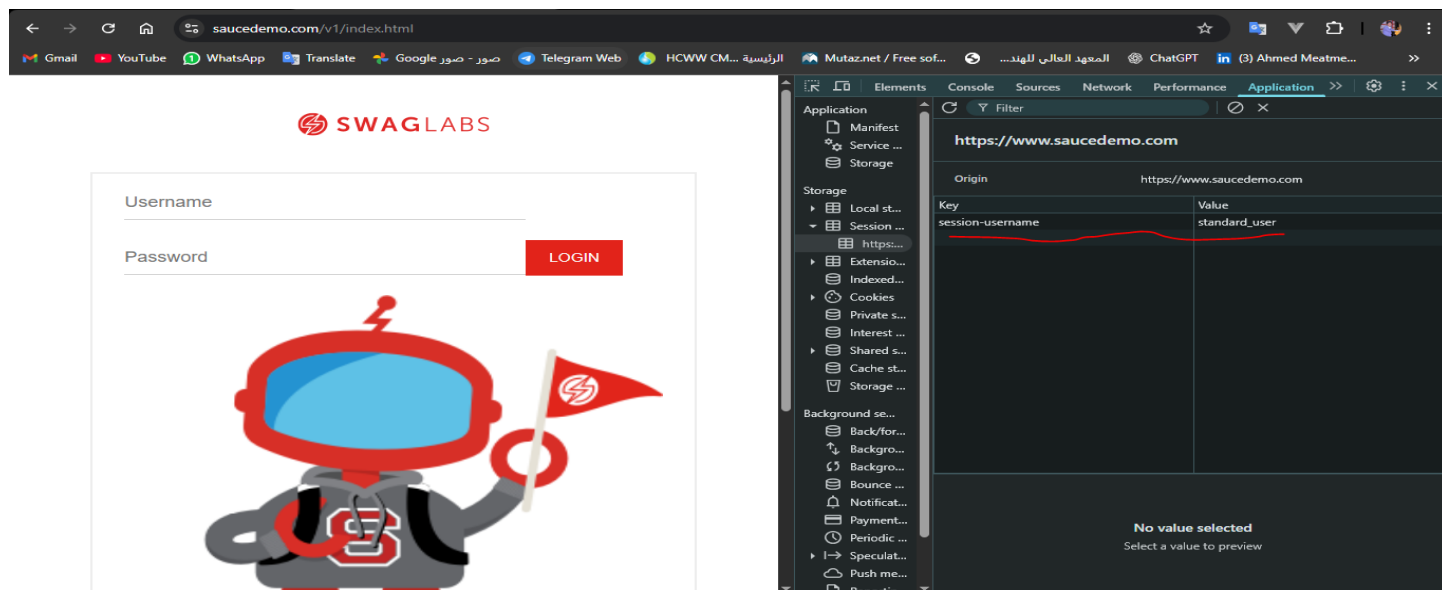 saucedemo.com/v1/index.html
Gmail YouTube WhatsApp Translate صور - صور Google Telegram Web HCWW CM... الرئيسية Mutaz.net / Free sof... المعهد العالي للهند... ChatGPT (3) Ahmed Meatme... »
SWAGLABS
Username
Password
LOGIN
Elements Console Sources Network Performance Application »
Application
Manifest
Service ...
Storage
Storage
Local st...
Session ...
https:...
Extensio...
Indexed...
Cookies
Private s...
Interest ...
Shared s...
Cache st...
Storage ...
Background se...
Back/for...
Backgro...
Backgro...
Bounce ...
Notificat...
Payment...
Periodic ...
Speculat...
Push me...
Filter
https://www.saucedemo.com
Origin https://www.saucedemo.com
Key Value
session-username standard_user
No value selected
Select a value to preview